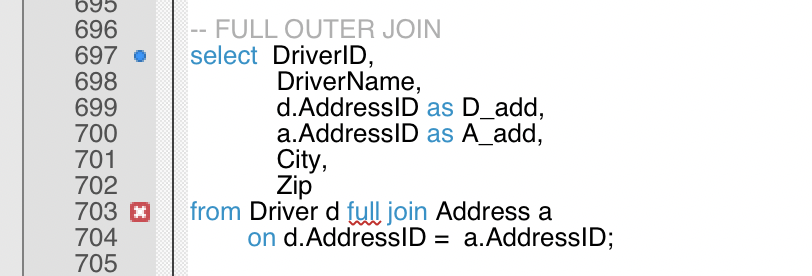 695
696 -- FULL OUTER JOIN
697 select DriverID,
698 DriverName,
699 d.AddressID as D_add,
700 a.AddressID as A_add,
701 City,
702 Zip
703 from Driver d full join Address a
704 on d.AddressID = a.AddressID;
705